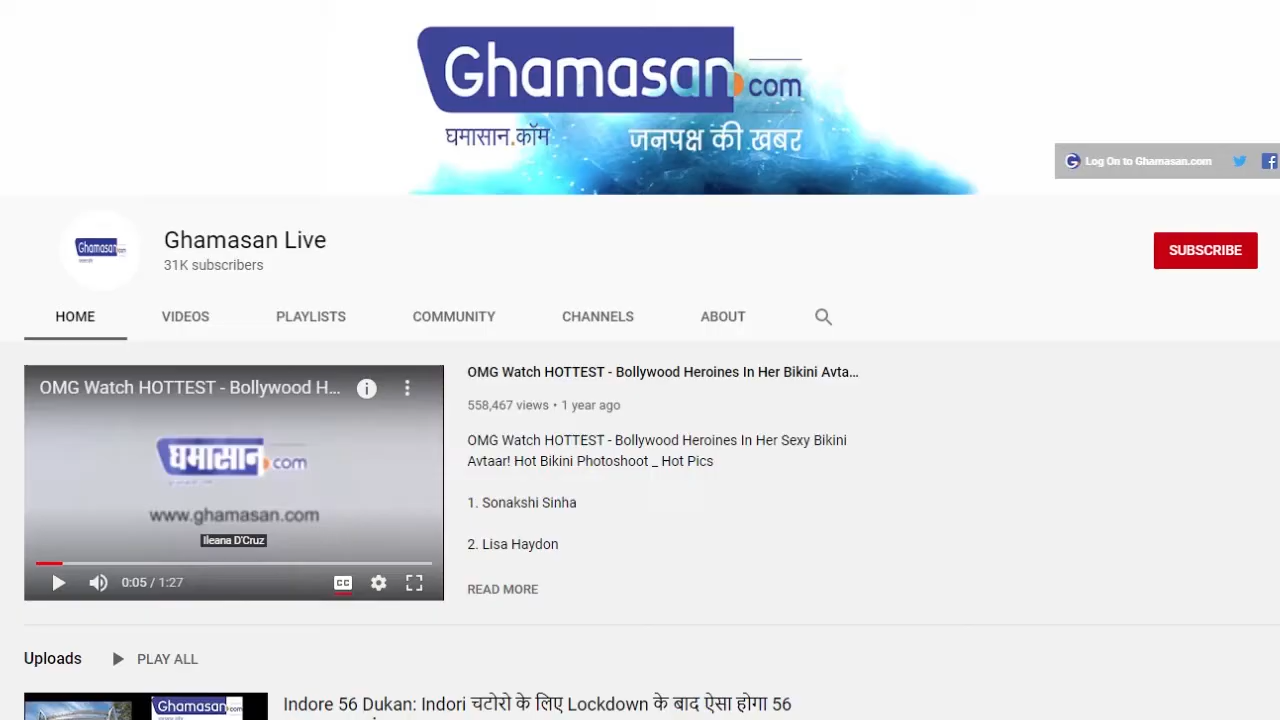 Ghamasan.com
घमासान.कॉम
जनपक्ष की खबर
Log On to Ghamasan.com
Ghamasan
Ghamasan Live
31K subscribers
SUBSCRIBE
HOME VIDEOS PLAYLISTS COMMUNITY CHANNELS ABOUT
OMG Watch HOTTEST - Bollywood H...
घमासान.com
www.ghamasan.com
Ileana D'Cruz
0:05 / 1:27
CC
OMG Watch HOTTEST - Bollywood Heroines In Her Bikini Avta...
558,467 views • 1 year ago
OMG Watch HOTTEST - Bollywood Heroines In Her Sexy Bikini
Avtaar! Hot Bikini Photoshoot _ Hot Pics
1. Sonakshi Sinha
2. Lisa Haydon
READ MORE
Uploads PLAY ALL
Ghamasan.com
Indore 56 Dukan: Indori चटोरो के लिए Lockdown के बाद ऐसा होगा 56